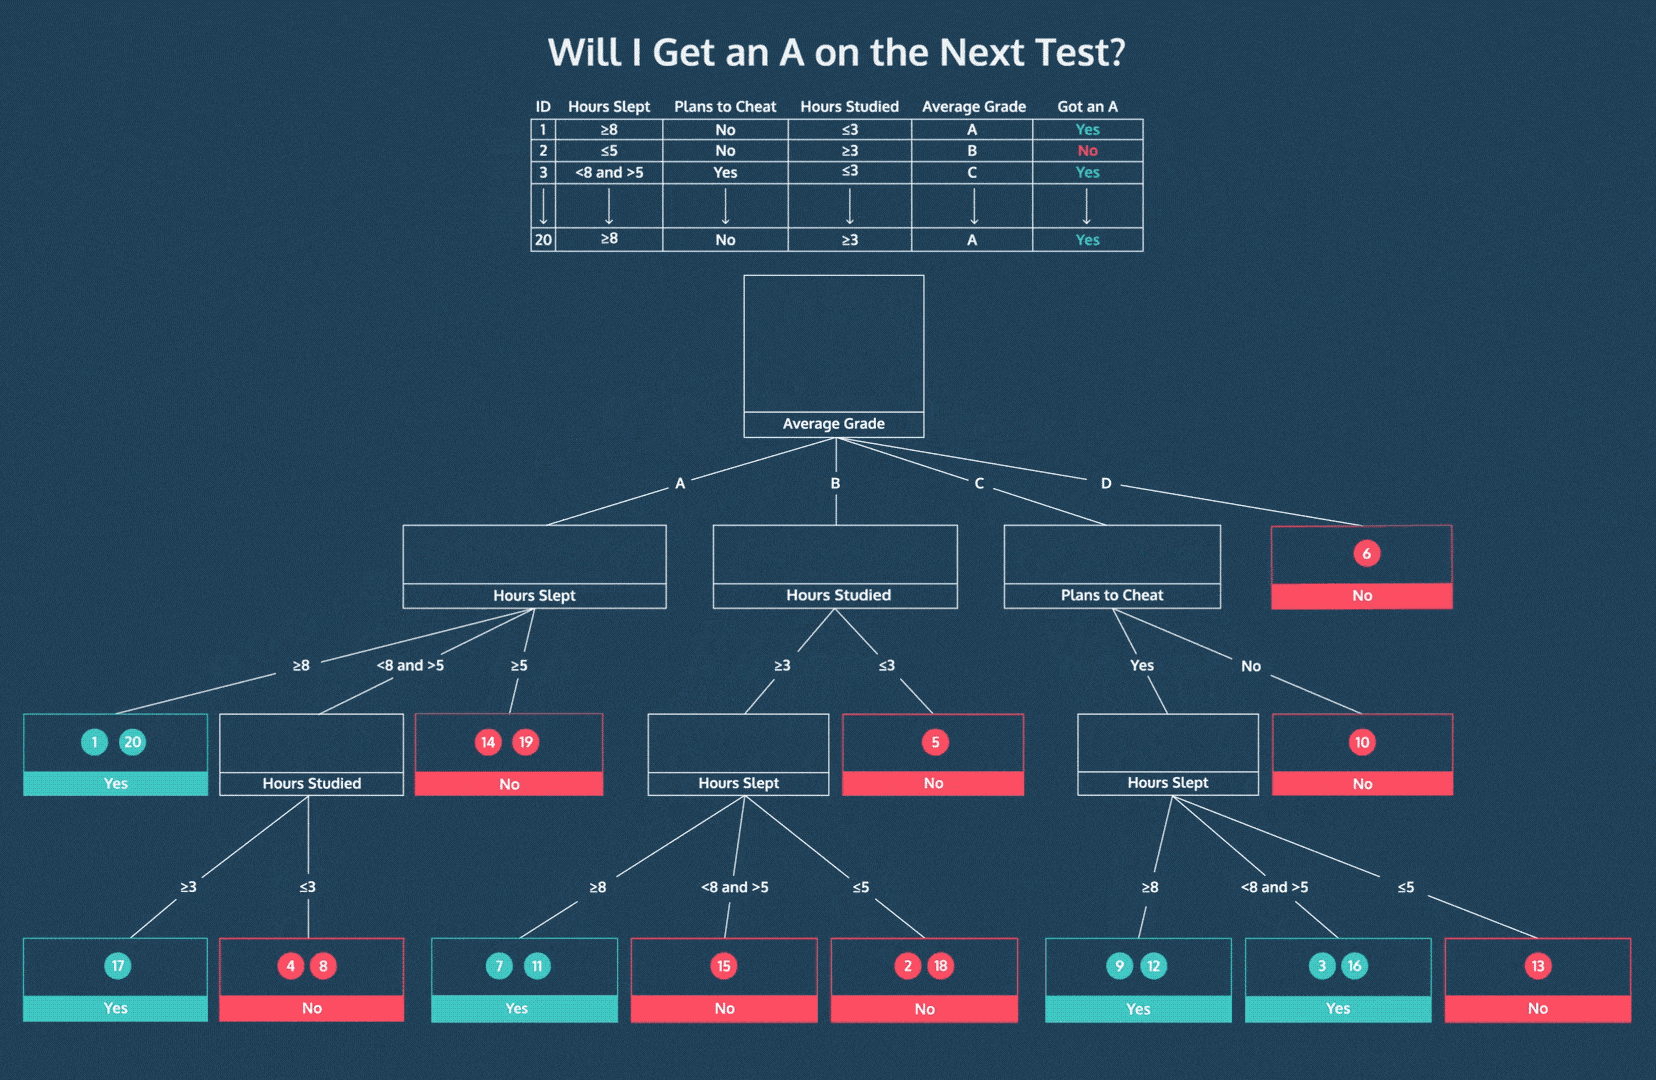 Will I Get an A on the Next Test?
ID Hours Slept Plans to Cheat Hours Studied Average Grade Got an A
1 ≥8 No ≤3 A Yes
2 ≤5 No ≥3 B No
3 <8 and >5 Yes ≤3 C Yes
20 ≥8 No ≥3 A Yes
Average Grade
A B C D
6
Hours Slept Hours Studied Plans to Cheat No
≥8 <8 and >5 ≥5 ≥3 ≤3 Yes No
1 20 14 19 5 10
Yes Hours Studied No Hours Slept No Hours Slept No
≥3 ≤3 ≥8 <8 and >5 ≤5 ≥8 <8 and >5 ≤5
17 4 8 7 11 15 2 18 9 12 3 16 13
Yes No Yes No No Yes Yes No